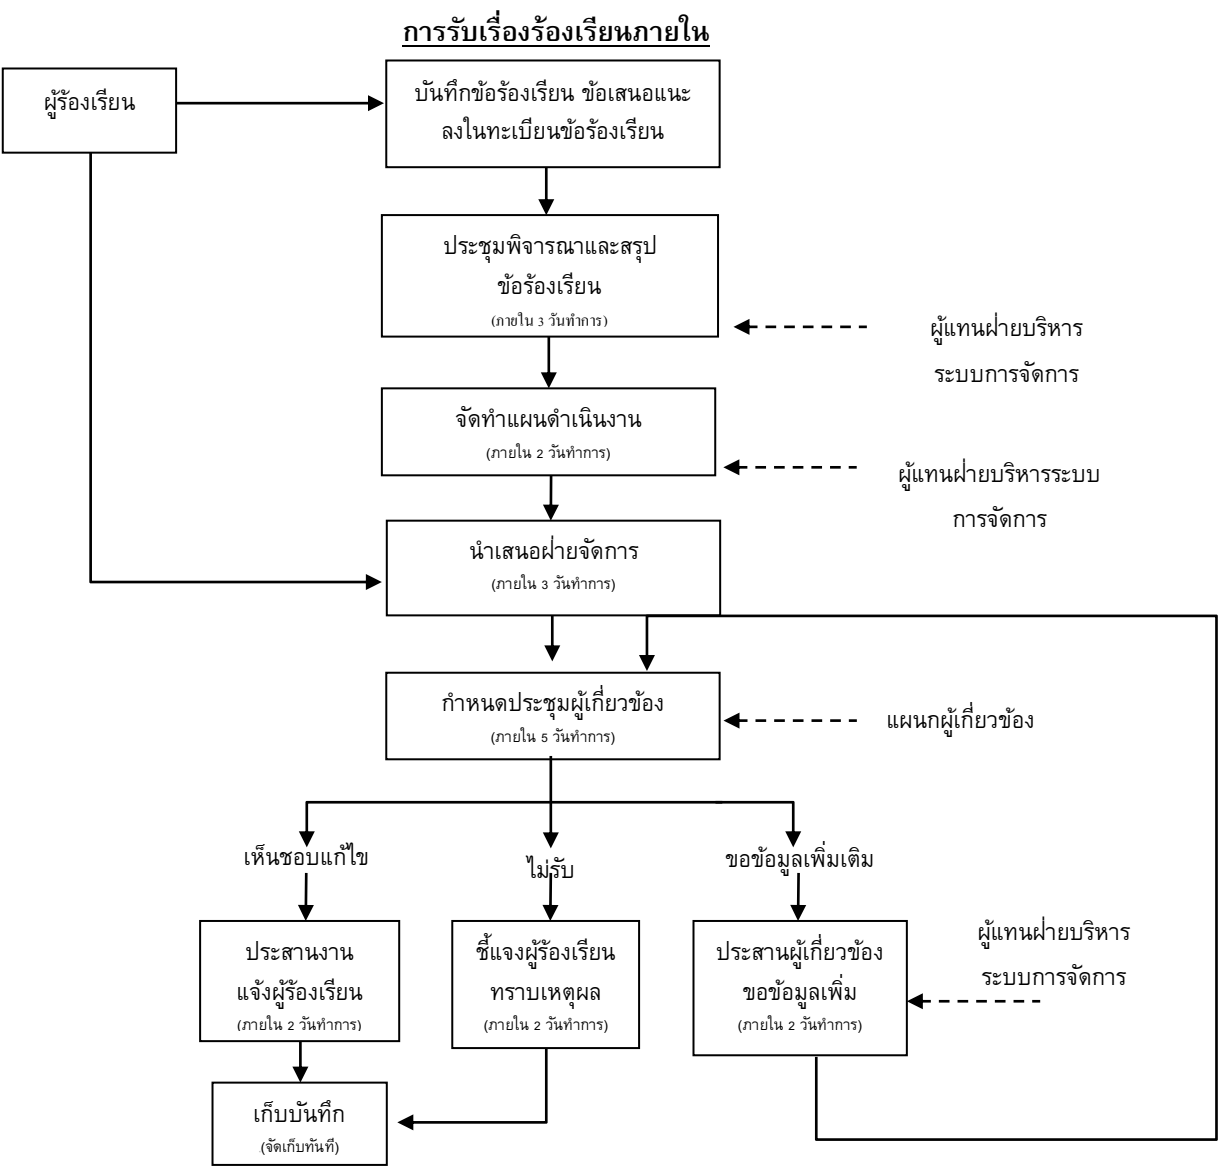 การรับเรื่องร้องเรียนภายใน
ผู้ร้องเรียน
บันทึกข้อร้องเรียน ข้อเสนอแนะ
ลงในทะเบียนข้อร้องเรียน
ประชุมพิจารณาและสรุป
ข้อร้องเรียน
(ภายใน 3 วันทำการ)
ผู้แทนฝ่ายบริหาร
ระบบการจัดการ
จัดทำแผนดำเนินงาน
(ภายใน 2 วันทำการ)
ผู้แทนฝ่ายบริหารระบบ
การจัดการ
นำเสนอฝ่ายจัดการ
(ภายใน 3 วันทำการ)
กำหนดประชุมผู้เกี่ยวข้อง
(ภายใน 5 วันทำการ)
แผนกผู้เกี่ยวข้อง
เห็นชอบแก้ไข
ไม่รับ
ขอข้อมูลเพิ่มเติม
ประสานงาน
แจ้งผู้ร้องเรียน
(ภายใน 2 วันทำการ)
ชี้แจงผู้ร้องเรียน
ทราบเหตุผล
(ภายใน 2 วันทำการ)
ประสานผู้เกี่ยวข้อง
ขอข้อมูลเพิ่ม
(ภายใน 2 วันทำการ)
ผู้แทนฝ่ายบริหาร
ระบบการจัดการ
เก็บบันทึก
(จัดเก็บทันที)